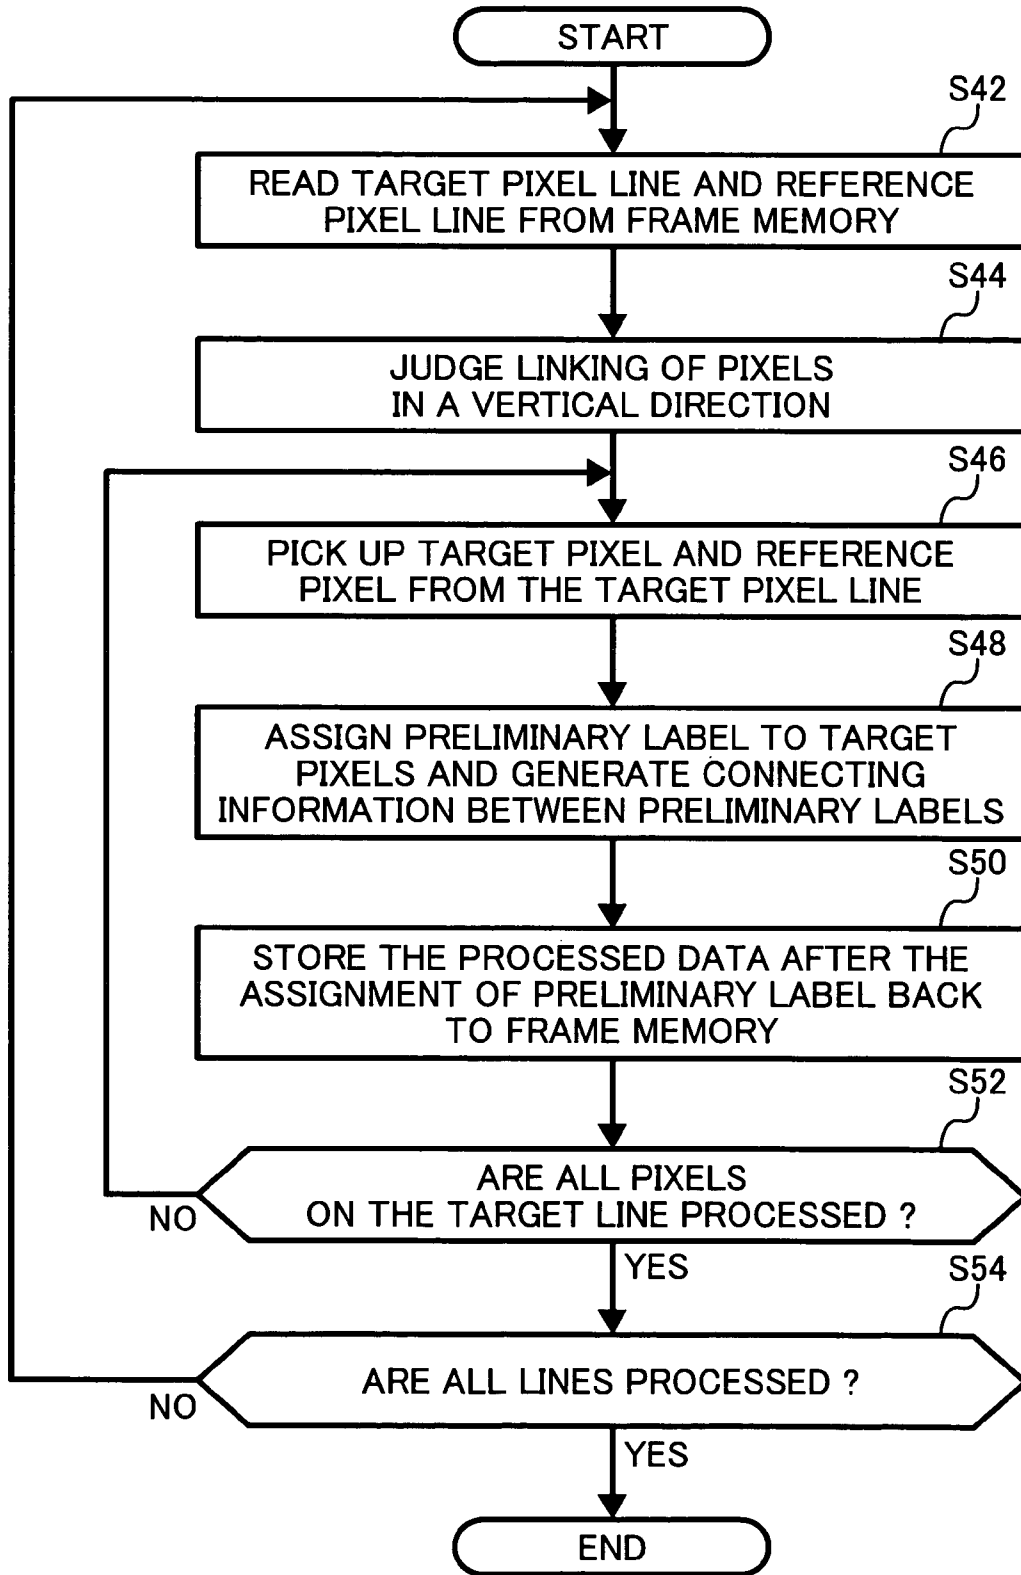 START
S42
READ TARGET PIXEL LINE AND REFERENCE
PIXEL LINE FROM FRAME MEMORY
S44
JUDGE LINKING OF PIXELS
IN A VERTICAL DIRECTION
S46
PICK UP TARGET PIXEL AND REFERENCE
PIXEL FROM THE TARGET PIXEL LINE
S48
ASSIGN PRELIMINARY LABEL TO TARGET
PIXELS AND GENERATE CONNECTING
INFORMATION BETWEEN PRELIMINARY LABELS
S50
STORE THE PROCESSED DATA AFTER THE
ASSIGNMENT OF PRELIMINARY LABEL BACK
TO FRAME MEMORY
S52
ARE ALL PIXELS
ON THE TARGET LINE PROCESSED ?
NO
YES
S54
ARE ALL LINES PROCESSED ?
NO
YES
END